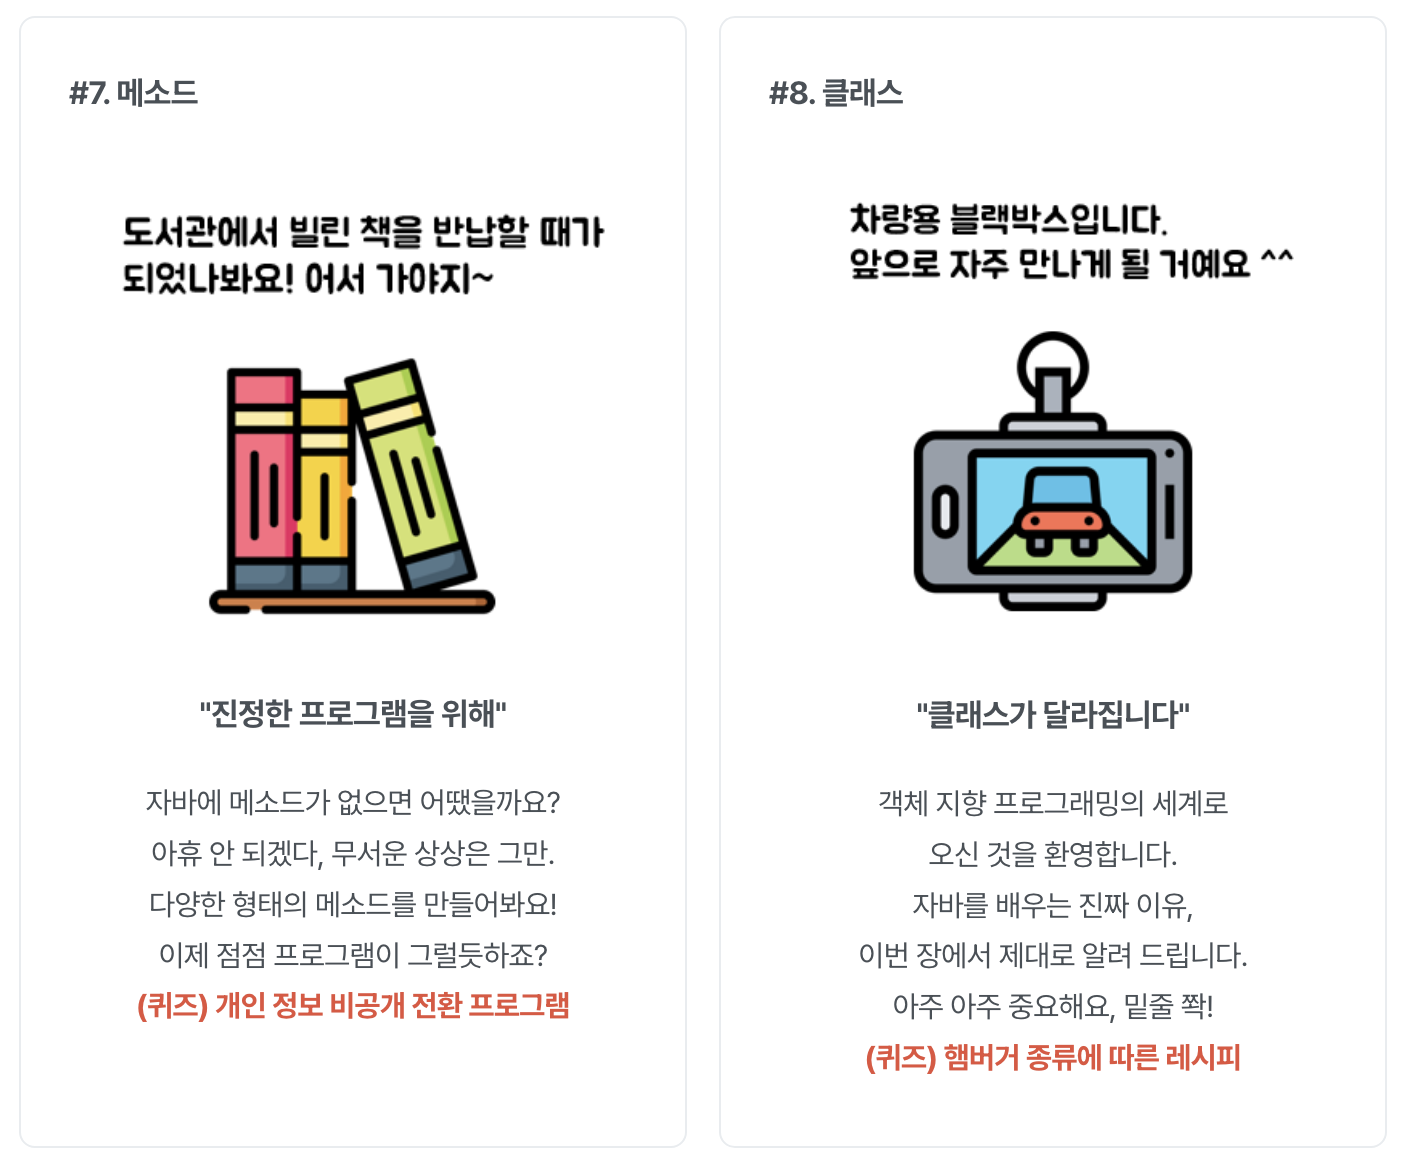 #7. 메소드
도서관에서 빌린 책을 반납할 때가
되었나봐요! 어서 가야지~
"진정한 프로그램을 위해"
자바에 메소드가 없으면 어땠을까요?
아휴 안 되겠다, 무서운 상상은 그만.
다양한 형태의 메소드를 만들어봐요!
이제 점점 프로그램이 그럴듯하죠?
(퀴즈) 개인 정보 비공개 전환 프로그램
#8. 클래스
차량용 블랙박스입니다.
앞으로 자주 만나게 될 거예요 ^^
"클래스가 달라집니다"
객체 지향 프로그래밍의 세계로
오신 것을 환영합니다.
자바를 배우는 진짜 이유,
이번 장에서 제대로 알려 드립니다.
아주 아주 중요해요, 밑줄 쫙!
(퀴즈) 햄버거 종류에 따른 레시피